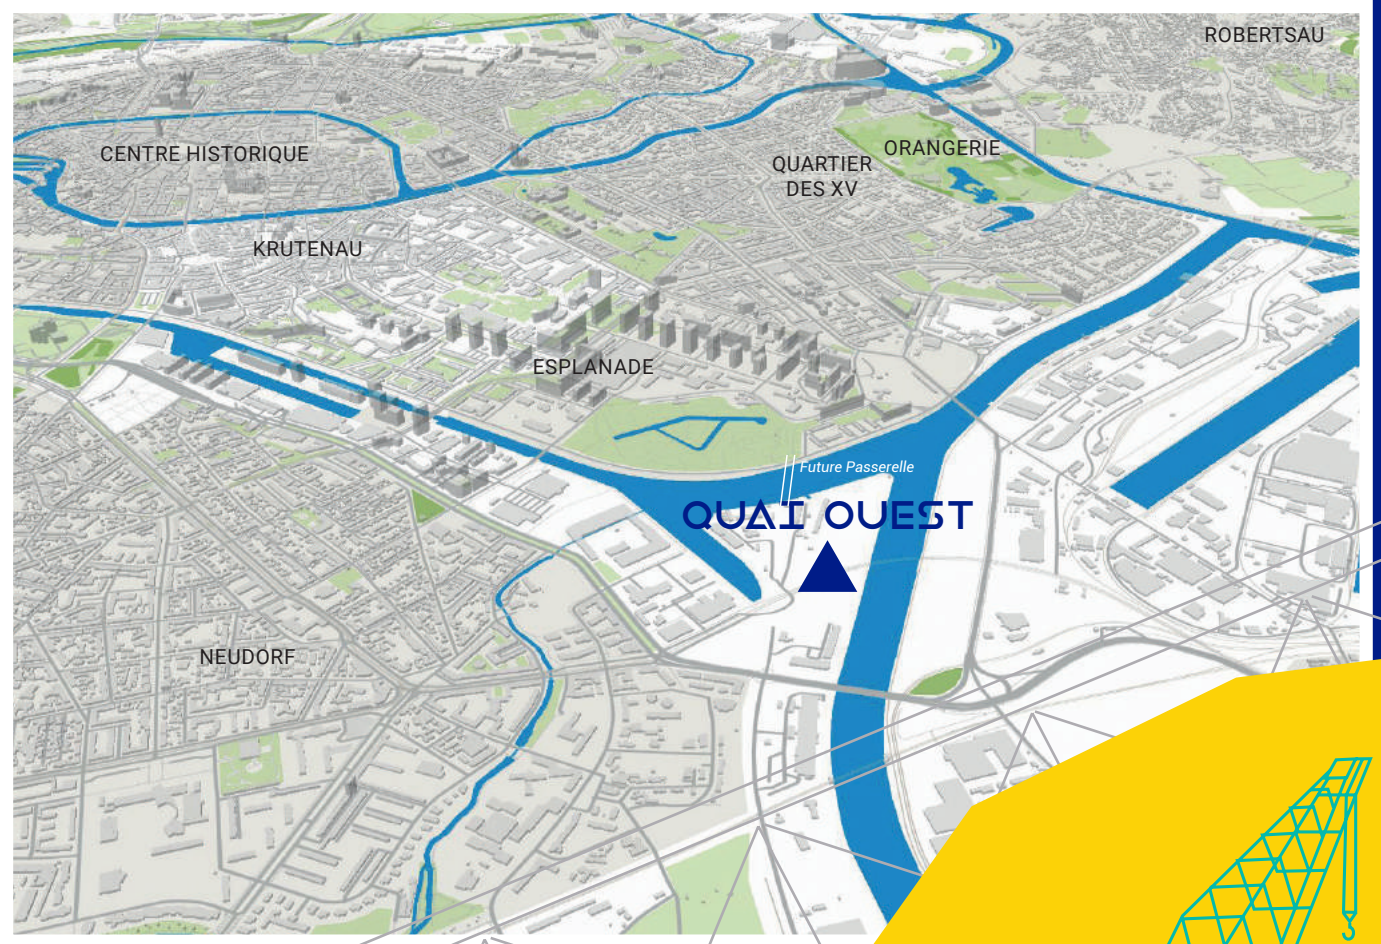 ROBERTSAU
CENTRE HISTORIQUE
ORANGERIE
QUARTIER
DES XV
KRUTENAU
ESPLANADE
Future Passerelle
QUAI OUEST
NEUDORF